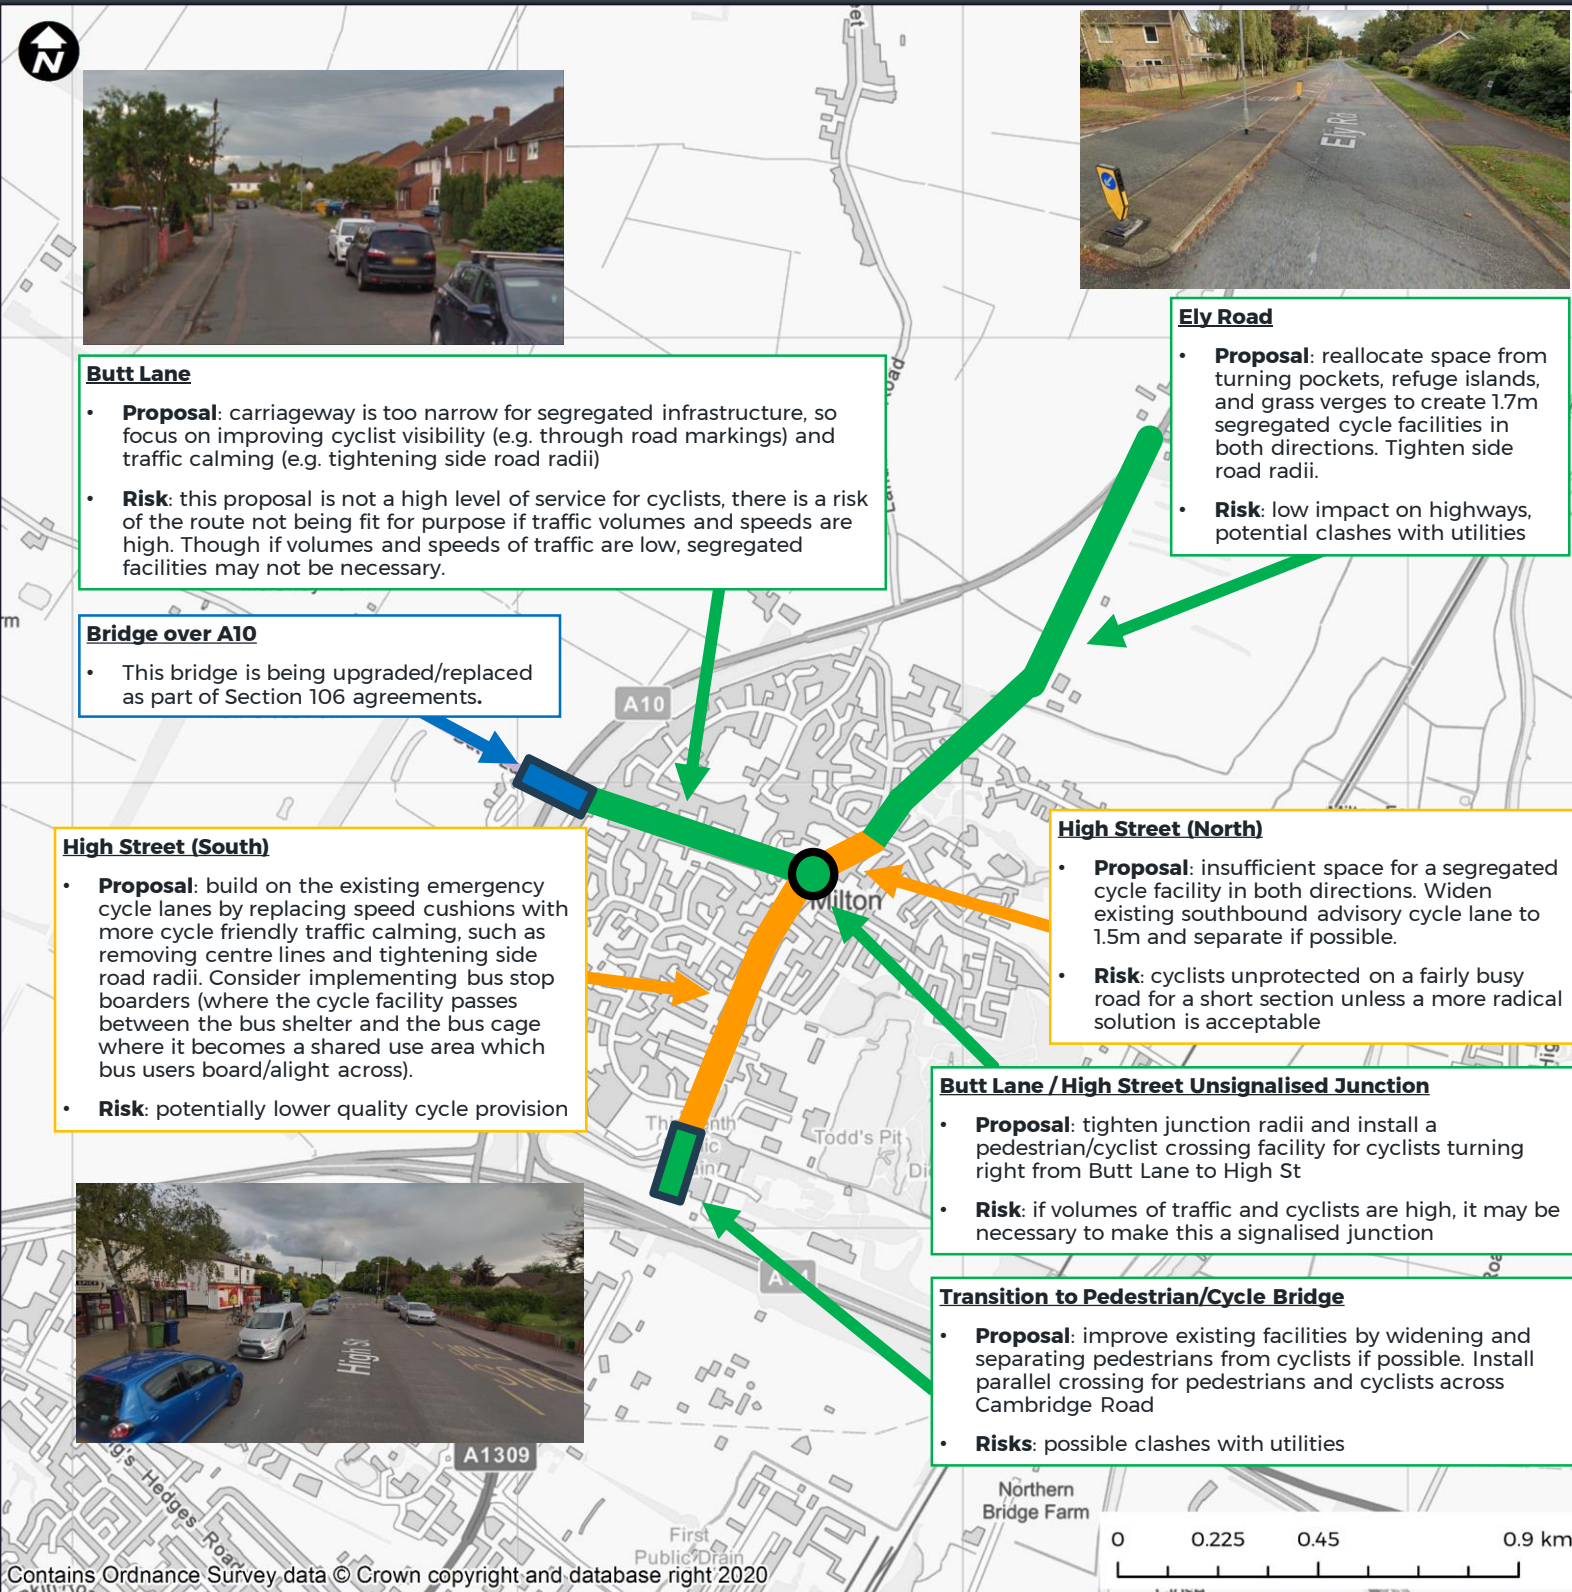 N
Ely Rd
Ely Road
• Proposal: reallocate space from
turning pockets, refuge islands,
and grass verges to create 1.7m
segregated cycle facilities in
both directions. Tighten side
road radii.
• Risk: low impact on highways,
potential clashes with utilities
Butt Lane
• Proposal: carriageway is too narrow for segregated infrastructure, so
focus on improving cyclist visibility (e.g. through road markings) and
traffic calming (e.g. tightening side road radii)
• Risk: this proposal is not a high level of service for cyclists, there is a risk
of the route not being fit for purpose if traffic volumes and speeds are
high. Though if volumes and speeds of traffic are low, segregated
facilities may not be necessary.
Bridge over A10
• This bridge is being upgraded/replaced
as part of Section 106 agreements.
A10
High Street (South)
• Proposal: build on the existing emergency
cycle lanes by replacing speed cushions with
more cycle friendly traffic calming, such as
removing centre lines and tightening side
road radii. Consider implementing bus stop
boarders (where the cycle facility passes
between the bus shelter and the bus cage
where it becomes a shared use area which
bus users board/alight across).
• Risk: potentially lower quality cycle provision
Milton
High Street (North)
• Proposal: insufficient space for a segregated
cycle facility in both directions. Widen
existing southbound advisory cycle lane to
1.5m and separate if possible.
• Risk: cyclists unprotected on a fairly busy
road for a short section unless a more radical
solution is acceptable
Butt Lane / High Street Unsignalised Junction
• Proposal: tighten junction radii and install a
pedestrian/cyclist crossing facility for cyclists turning
right from Butt Lane to High St
• Risk: if volumes of traffic and cyclists are high, it may be
necessary to make this a signalised junction
Todd's Pit
Transition to Pedestrian/Cycle Bridge
• Proposal: improve existing facilities by widening and
separating pedestrians from cyclists if possible. Install
parallel crossing for pedestrians and cyclists across
Cambridge Road
• Risks: possible clashes with utilities
High St
A1309
Hedges Road
Northern
Bridge Farm
First
Public Drain
0 0.225 0.45 0.9 km
Contains Ordnance Survey data © Crown copyright and database right 2020